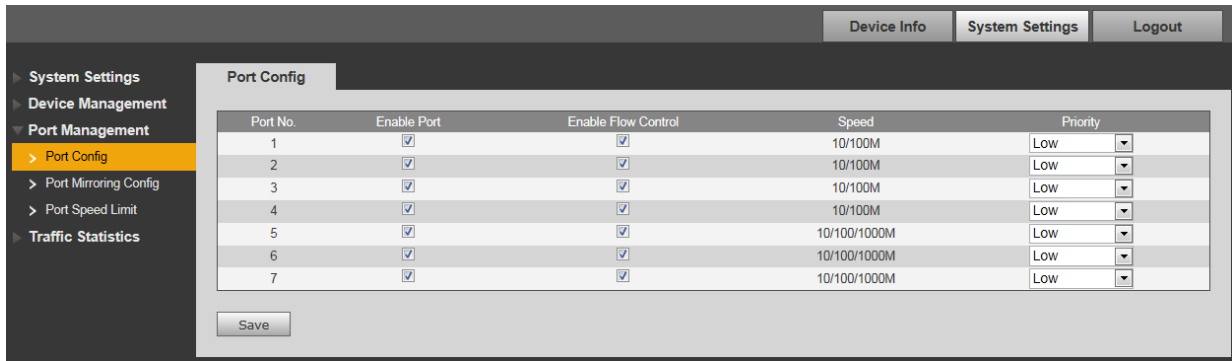 Device Info System Settings Logout
System Settings
Device Management
Port Management
Port Config
Port Mirroring Config
Port Speed Limit
Traffic Statistics
Port Config
Port No. Enable Port Enable Flow Control Speed Priority
1 10/100M Low
2 10/100M Low
3 10/100M Low
4 10/100M Low
5 10/100/1000M Low
6 10/100/1000M Low
7 10/100/1000M Low
Save